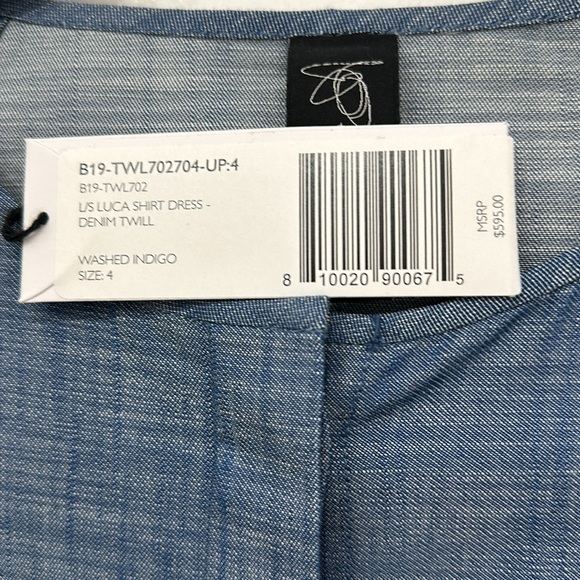 B19-TWL702704-UP:4
B19-TWL702
L/S LUCA SHIRT DRESS -
DENIM TWILL
WASHED INDIGO
SIZE: 4
8 10020 90067 5
MSRP
$595.00